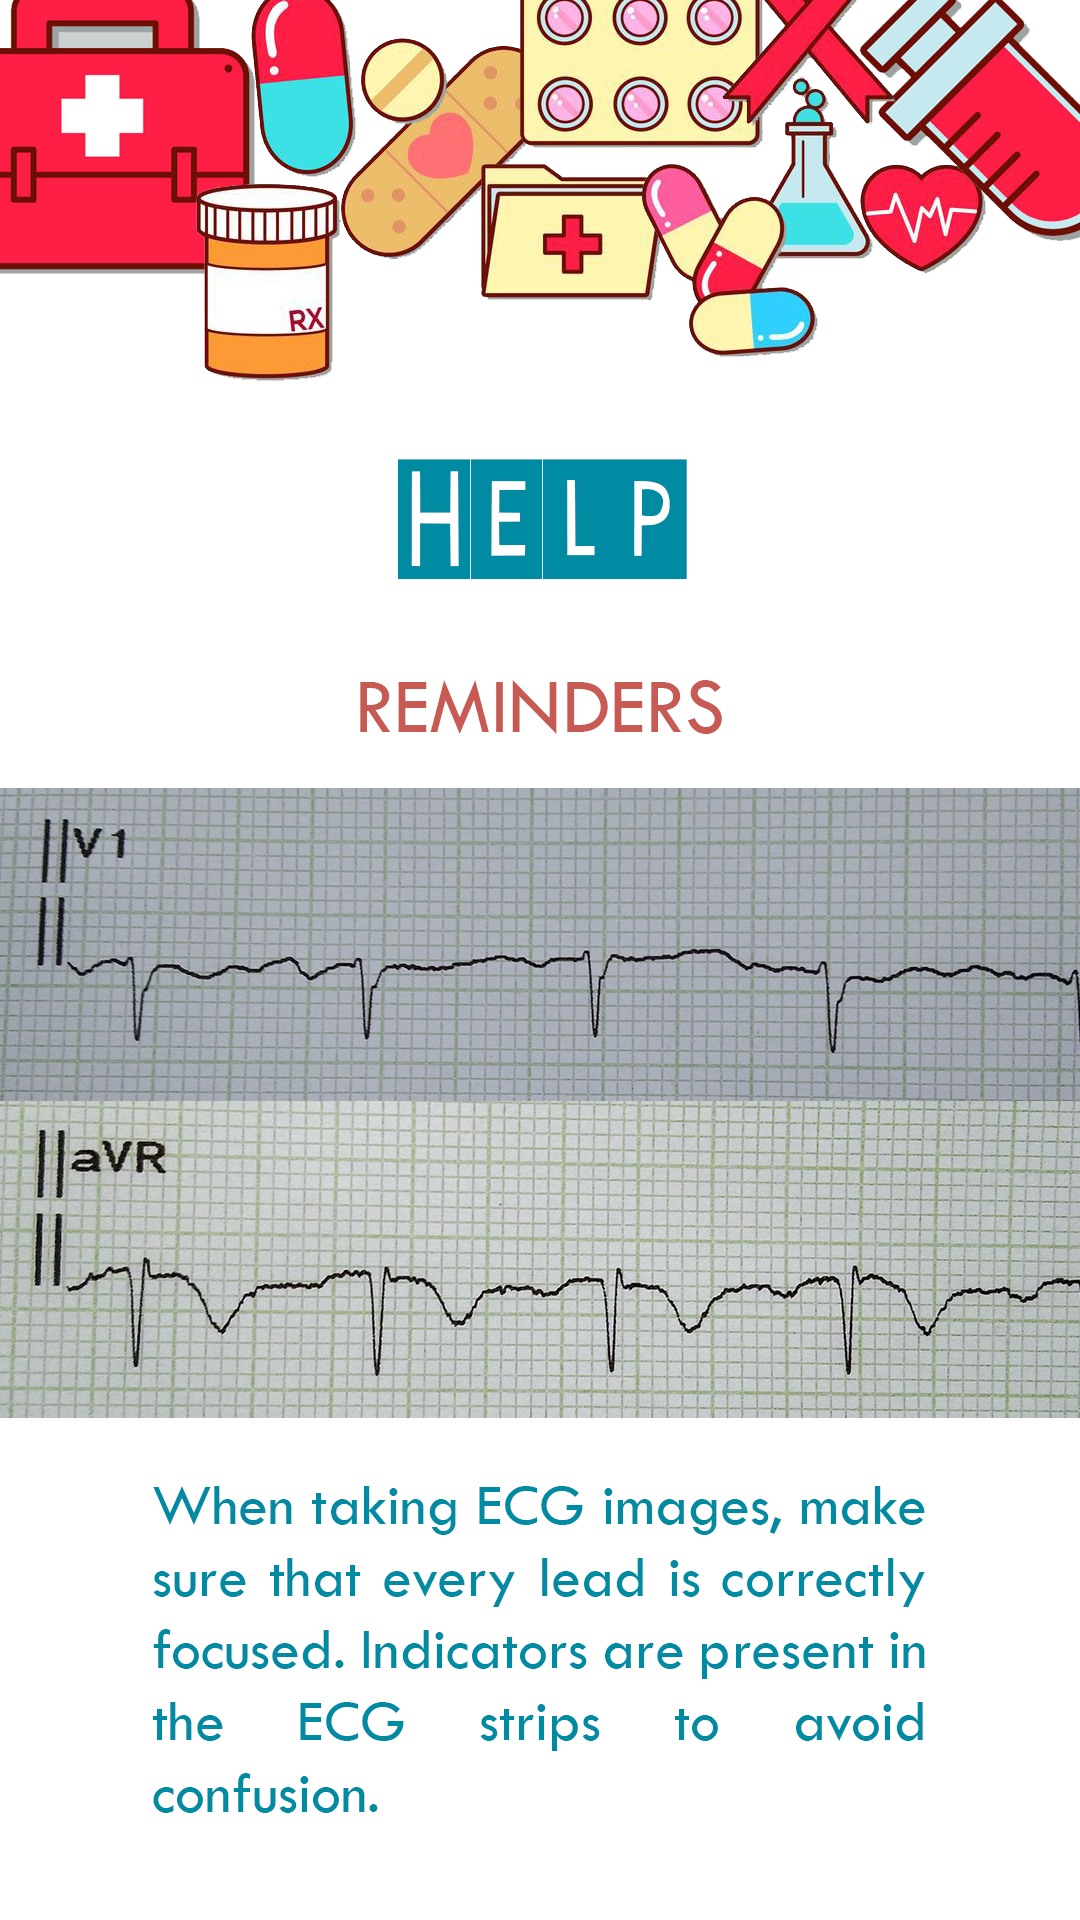 RX
HELP
REMINDERS
V1
aVR
When taking ECG images, make
sure that every lead is correctly
focused. Indicators are present in
the ECG strips to avoid
confusion.